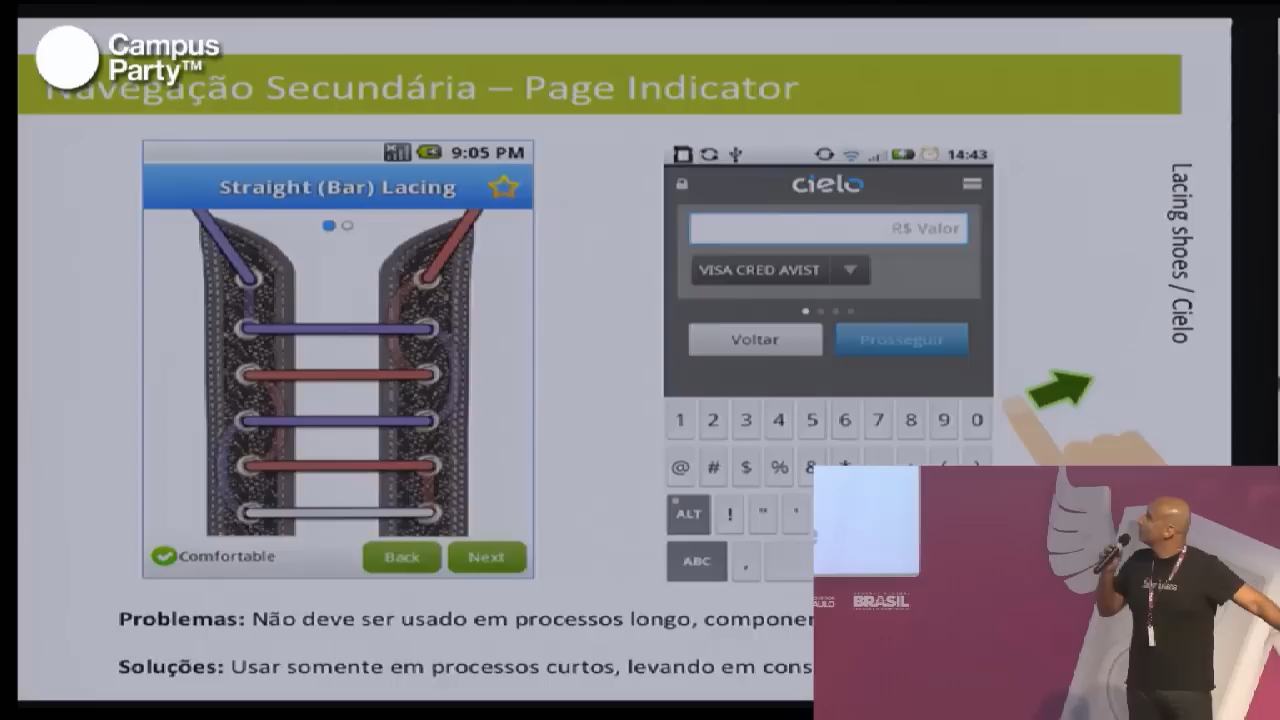 Campus
Party™
Navegação Secundária – Page Indicator
9:05 PM
Straight (Bar) Lacing
Comfortable
Back
Next
14:43
cielo
R$ Valor
VISA CRED AVIST
Voltar
Prosseguir
1 2 3 4 5 6 7 8 9 0
@ # $ % &
ALT ! " '
ABC ,
Lacing shoes / Cielo
Problemas: Não deve ser usado em processos longo,
Soluções: Usar somente em processos curtos, levando em
BRASIL